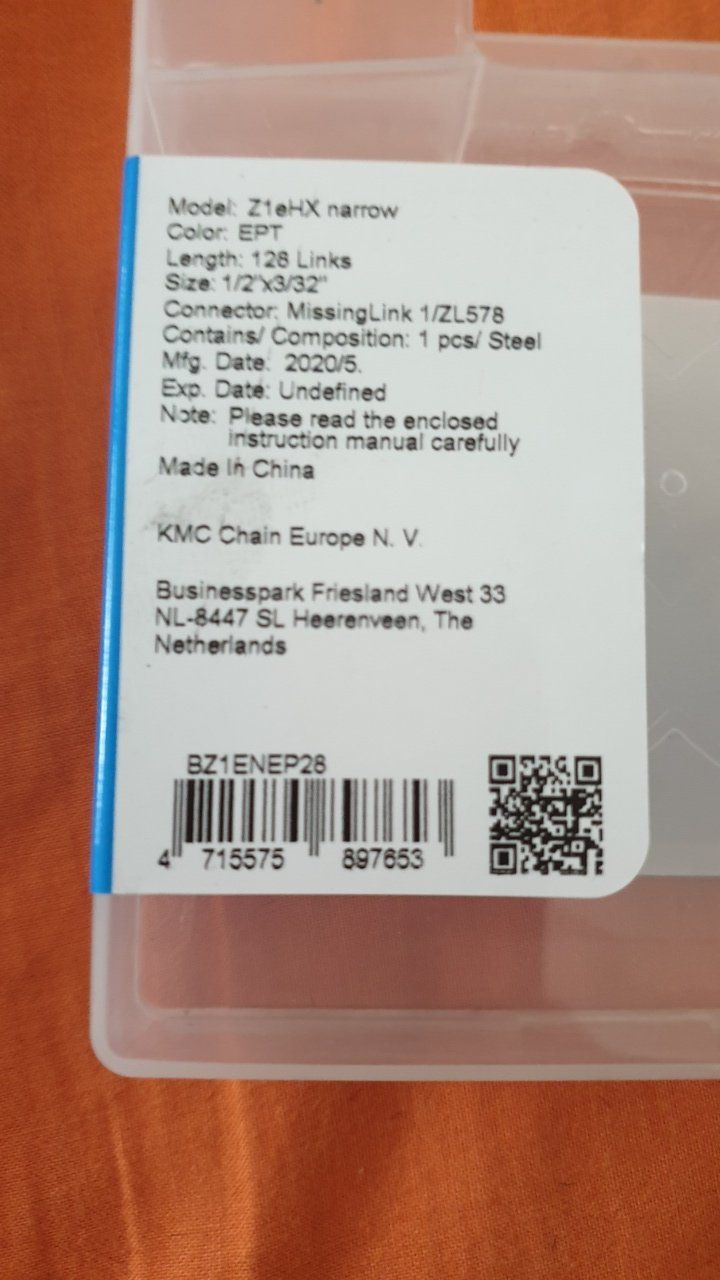 Model: Z1eHX narrow
Color: EPT
Length: 128 Links
Size: 1/2"x3/32"
Connector: MissingLink 1/ZL578
Contains/ Composition: 1 pcs/ Steel
Mfg. Date: 2020/5.
Exp. Date: Undefined
Note: Please read the enclosed
instruction manual carefully
Made In China
KMC Chain Europe N. V.
Businesspark Friesland West 33
NL-8447 SL Heerenveen, The
Netherlands
BZ1ENEP28
4 715575 897653